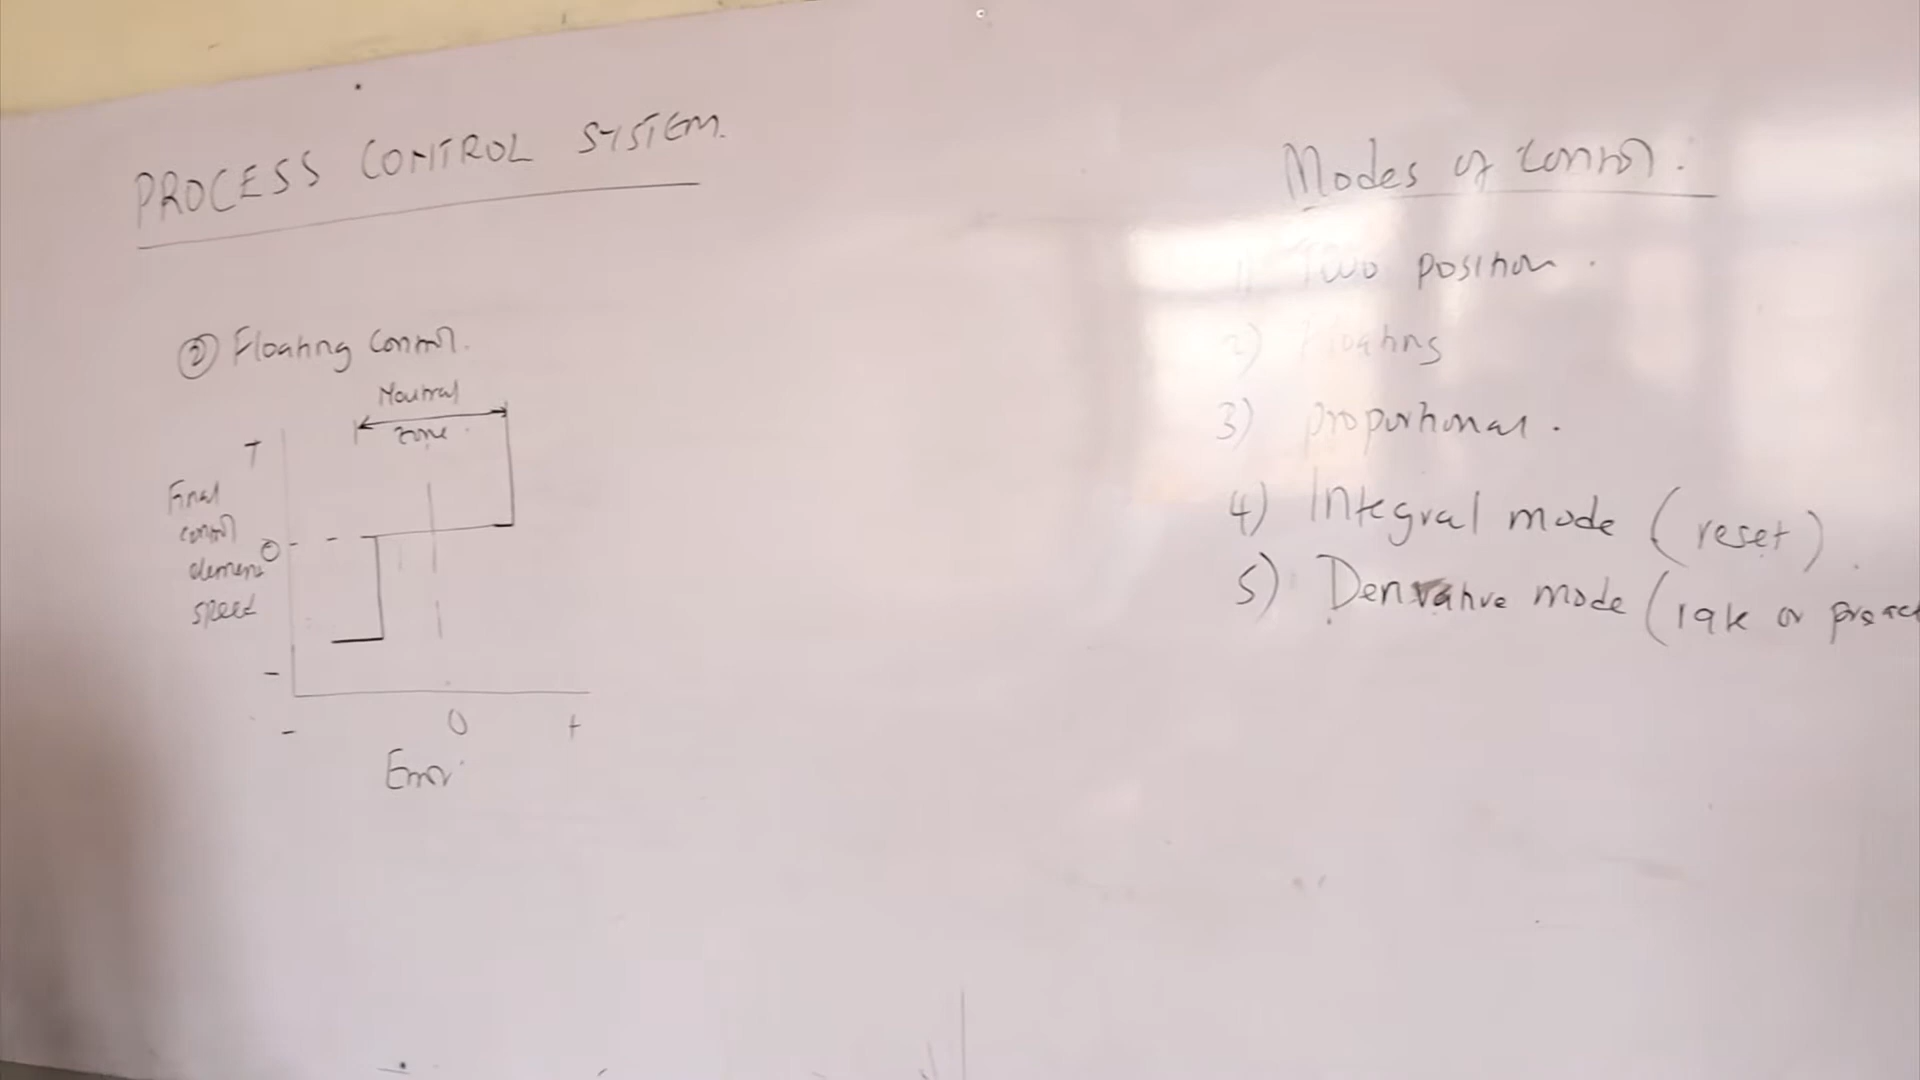 PROCESS CONTROL SYSTEM.
② Floating Control.
Neutral
zone
+
Final
control
element
speed
0
-
- 0 +
Error
Modes of control.
1) Two position.
2) Floating
3) proportional.
4) Integral mode (reset).
5) Derivative mode (rate or preact